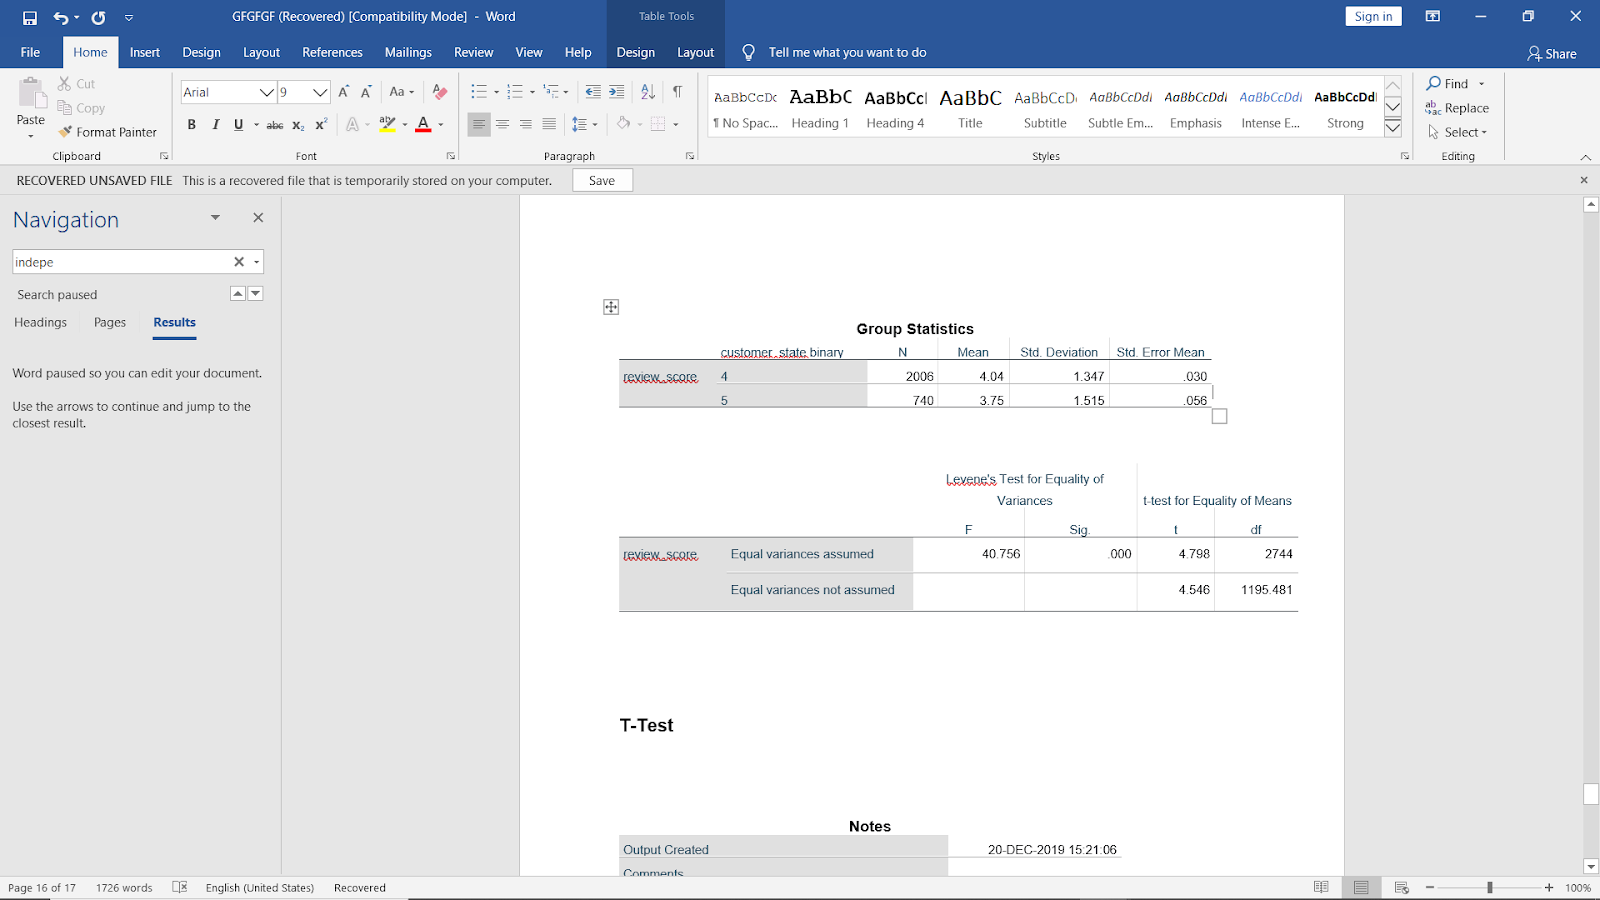 GFGFGF (Recovered) [Compatibility Mode] - Word
Table Tools
Sign in
File Home Insert Design Layout References Mailings Review View Help Design Layout Tell me what you want to do Share
Paste
Cut
Copy
Format Painter
Clipboard
Arial 9
Font
Paragraph
AaBbCcDc AaBbC AaBbCcl AaBbC AaBbCcD AaBbCcDdl AaBbCcDdl AaBbCcDdl AaBbCcDdl
¶ No Spac... Heading 1 Heading 4 Title Subtitle Subtle Em... Emphasis Intense E... Strong
Styles
Find
Replace
Select
Editing
RECOVERED UNSAVED FILE This is a recovered file that is temporarily stored on your computer. Save
Navigation
indepe
Search paused
Headings Pages Results
Word paused so you can edit your document.
Use the arrows to continue and jump to the
closest result.
Group Statistics
customer_state binary N Mean Std. Deviation Std. Error Mean
review_score 4 2006 4.04 1.347 .030
5 740 3.75 1.515 .056
Levene's Test for Equality of
Variances t-test for Equality of Means
F Sig. t df
review_score Equal variances assumed 40.756 .000 4.798 2744
Equal variances not assumed 4.546 1195.481
T-Test
Notes
Output Created 20-DEC-2019 15:21:06
Comments
Page 16 of 17 1726 words English (United States) Recovered 100%